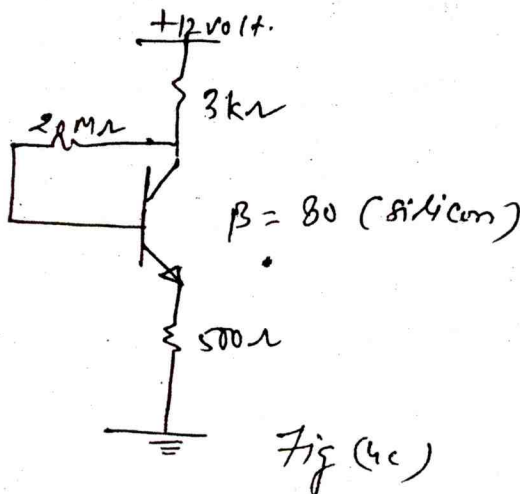 +12 volt.
3kΩ
2 MΩ
β = 80 (silicon)
500Ω
Fig (4c)